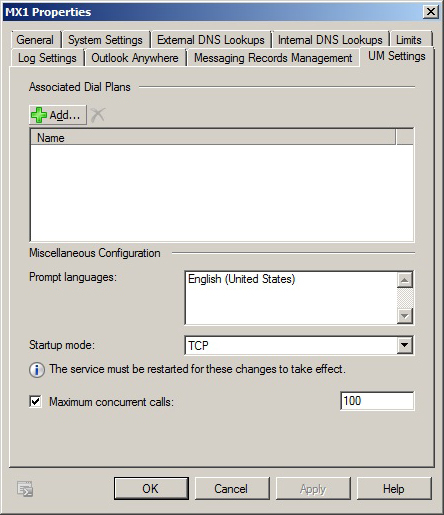 MX1 Properties
General System Settings External DNS Lookups Internal DNS Lookups Limits
Log Settings Outlook Anywhere Messaging Records Management UM Settings
Associated Dial Plans
Add...
Name
Miscellaneous Configuration
Prompt languages: English (United States)
Startup mode: TCP
The service must be restarted for these changes to take effect.
Maximum concurrent calls: 100
OK Cancel Apply Help